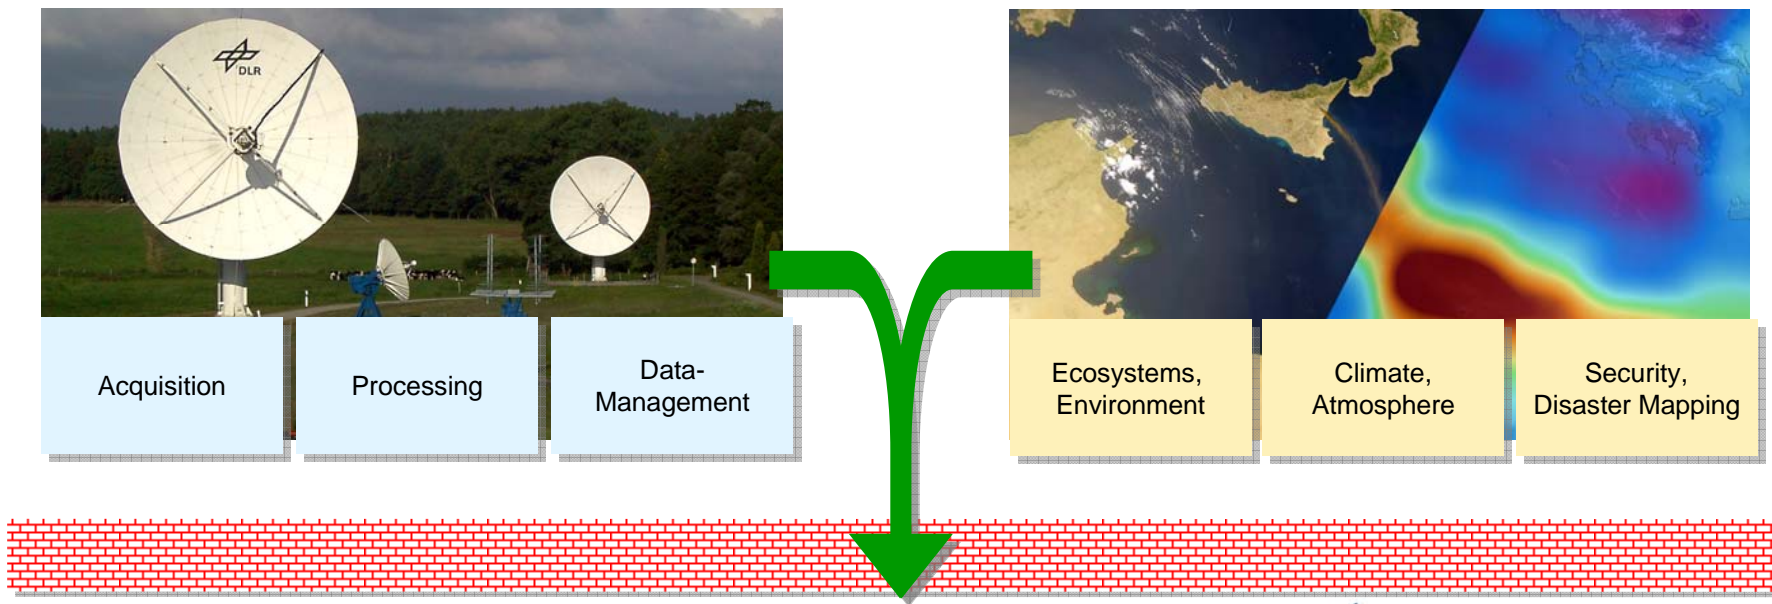 DLR
Acquisition
Processing
Data-
Management
Ecosystems,
Environment
Climate,
Atmosphere
Security,
Disaster Mapping